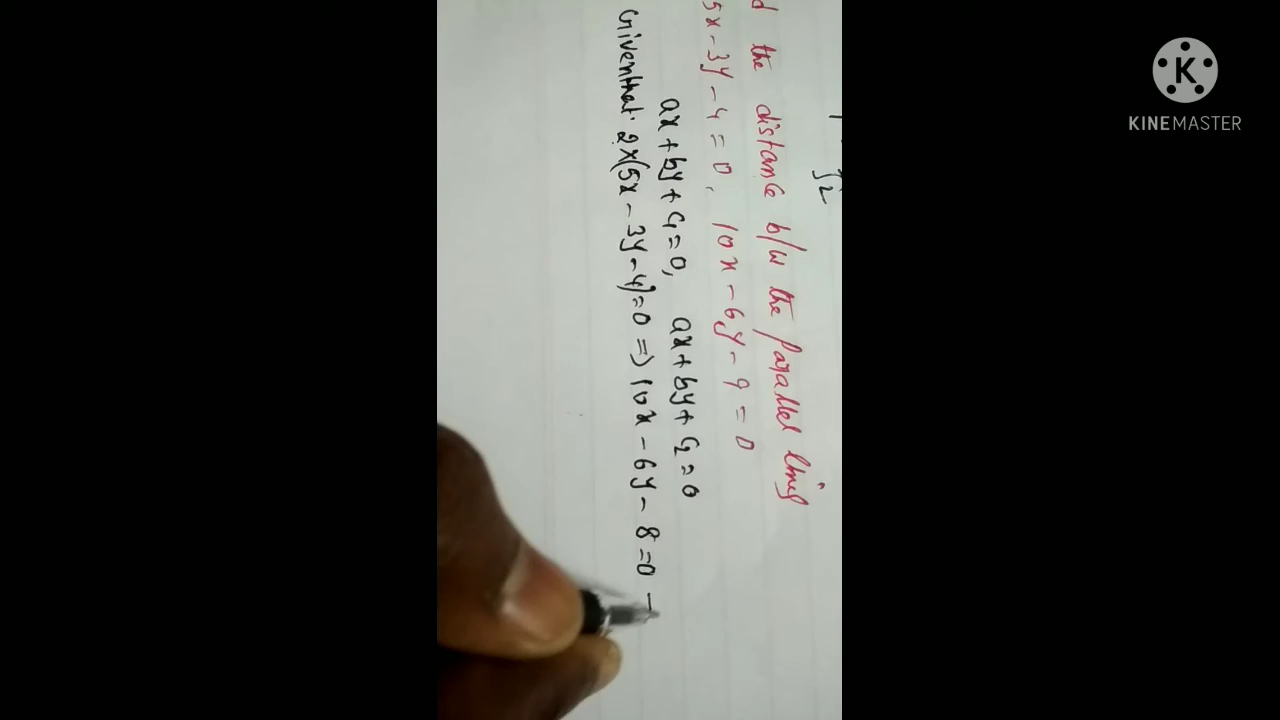 √2
d the distance b/w the parallel lines
5x - 3y - 4 = 0, 10x - 6y - 9 = 0
ax + by + C1 = 0, ax + by + C2 = 0
Given that 2x(5x - 3y - 4) = 0 => 10x - 6y - 8 = 0 -
KINEMASTER